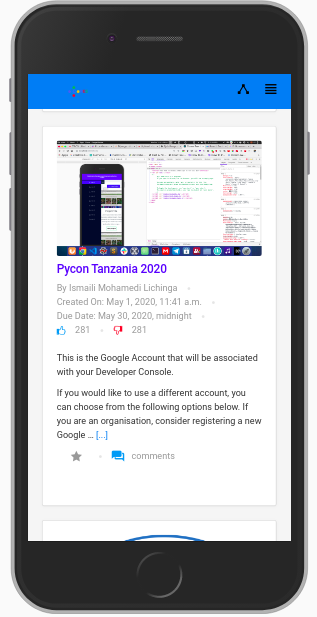 Pycon Tanzania 2020
By Ismaili Mohamedi Lichinga
Created On: May 1, 2020, 11:41 a.m.
Due Date: May 30, 2020, midnight
281 281
This is the Google Account that will be associated
with your Developer Console.
If you would like to use a different account, you
can choose from the following options below. If
you are an organisation, consider registering a new
Google ... [...]
comments